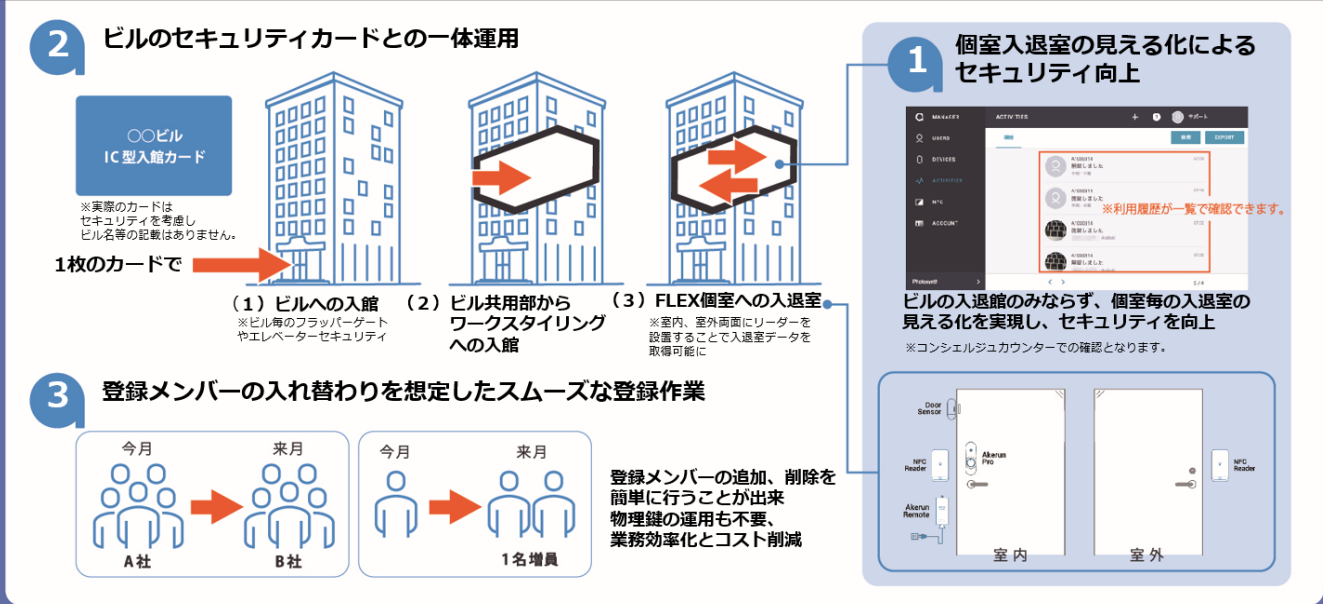 2
ビルのセキュリティカードとの一体運用
○○ビル
IC型入館カード
※実際のカードは
セキュリティを考慮し
ビル名等の記載はありません。
1枚のカードで
（1）ビルへの入館
※ビル毎のフラッパーゲート
やエレベーターセキュリティ
（2）ビル共用部から
ワークスタイリング
への入館
（3）FLEX個室への入退室
※室内、室外両面にリーダーを
設置することで入退室データを
取得可能に
1
個室入退室の見える化による
セキュリティ向上
MANAGER
ACTIVITIES
サポート
USERS
EXPORT
DEVICES
ACTIVITIES
NFC
ACCOUNT
解錠しました
※利用履歴が一覧で確認できます。
Photosynth
1/4
ビルの入退館のみならず、個室毎の入退室の
見える化を実現し、セキュリティを向上
※コンシェルジュカウンターでの確認となります。
Door
Sensor
NFC
Reader
Akerun
Pro
Akerun
Remote
室内
NFC
Reader
室外
3
登録メンバーの入れ替わりを想定したスムーズな登録作業
今月
来月
A社
B社
今月
来月
1名増員
登録メンバーの追加、削除を
簡単に行うことが出来
物理鍵の運用も不要、
業務効率化とコスト削減